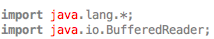 import java.lang.*;
import java.io.BufferedReader;